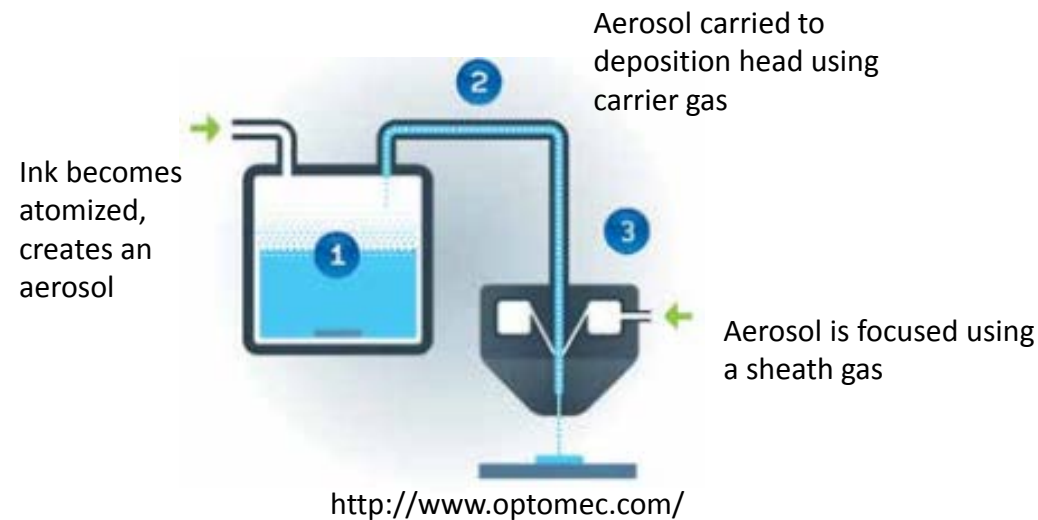 Aerosol carried to
deposition head using
carrier gas
2
Ink becomes
atomized,
creates an
aerosol
1
3
Aerosol is focused using
a sheath gas
http://www.optomec.com/